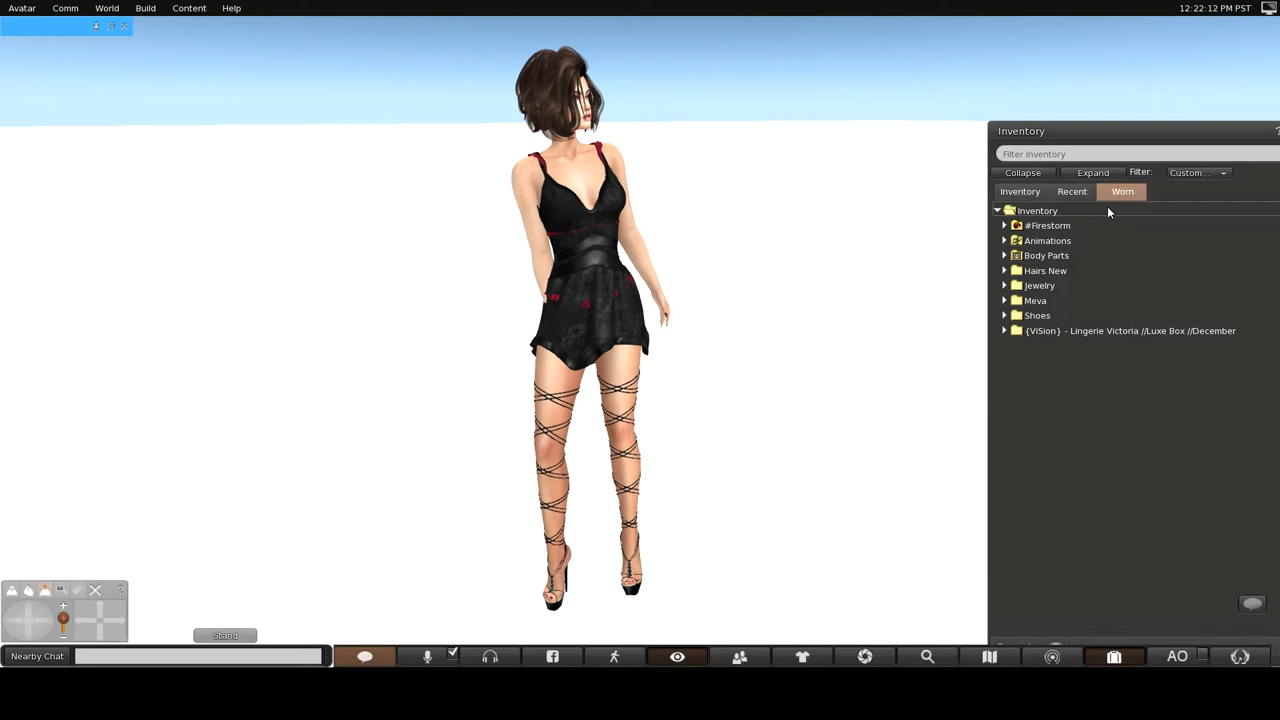 Avatar Comm World Build Content Help 12:22:12 PM PST
Inventory
Filter Inventory
Collapse Expand Filter: Custom...
Inventory Recent Worn
Inventory
#Firestorm
Animations
Body Parts
Hairs New
Jewelry
Meva
Shoes
{ViSion} - Lingerie Victoria //Luxe Box //December
Stand
Nearby Chat AO